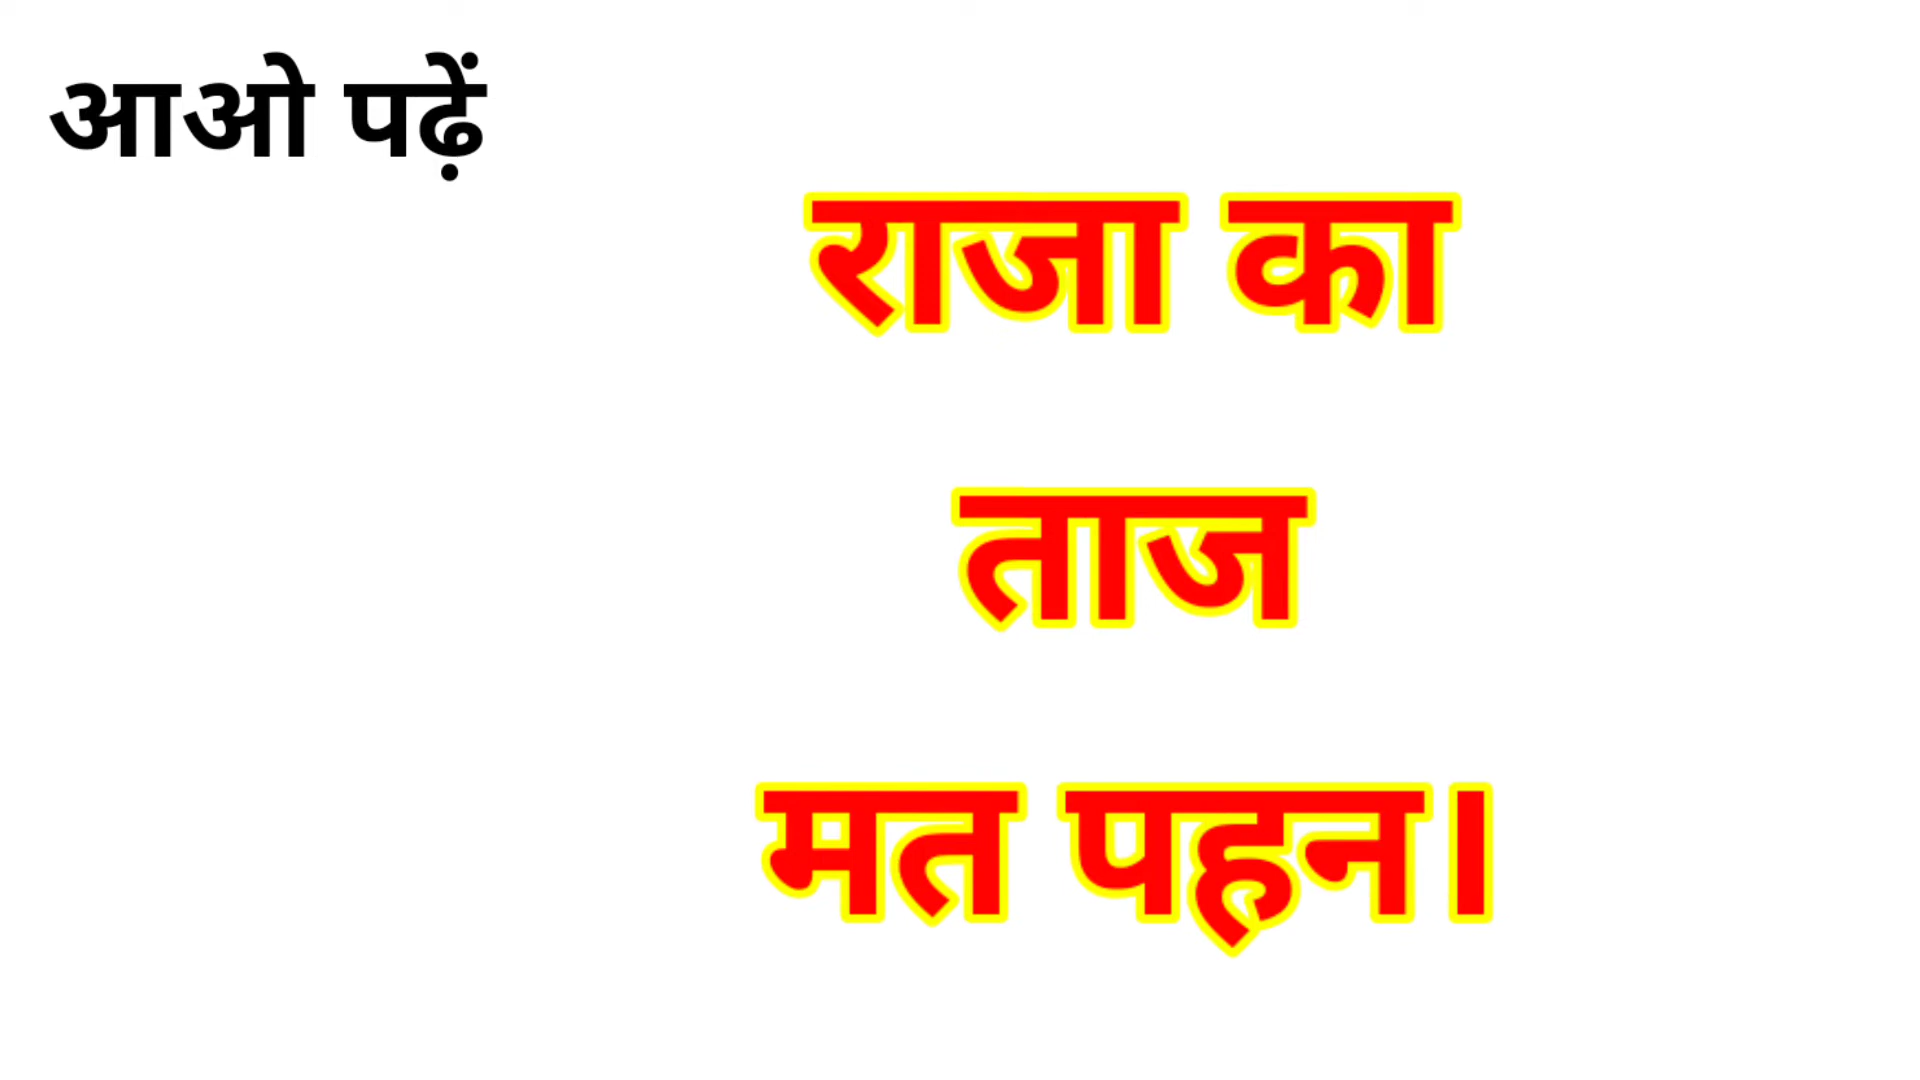 आओ पढ़ें
राजा का
ताज
मत पहन।